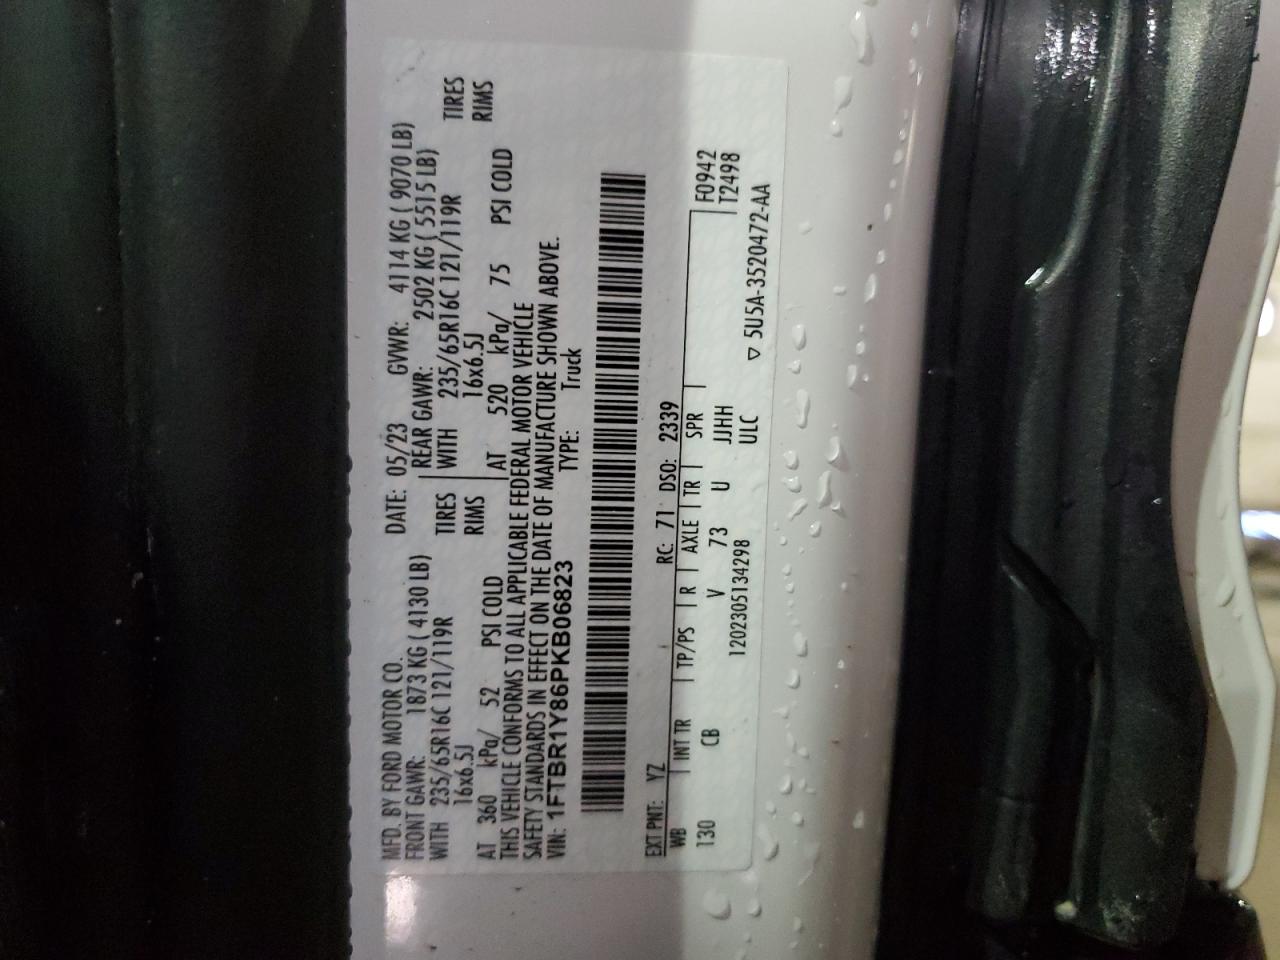 MFD. BY FORD MOTOR CO.
DATE: 05/23 GVWR: 4114 KG ( 9070 LB)
FRONT GAWR: 1873 KG ( 4130 LB) REAR GAWR: 2502 KG ( 5515 LB)
WITH 235/65R16C 121/119R TIRES WITH 235/65R16C 121/119R TIRES
16x6.5J RIMS 16x6.5J RIMS
AT 360 kPa/ 52 PSI COLD AT 520 kPa/ 75 PSI COLD
THIS VEHICLE CONFORMS TO ALL APPLICABLE FEDERAL MOTOR VEHICLE
SAFETY STANDARDS IN EFFECT ON THE DATE OF MANUFACTURE SHOWN ABOVE.
VIN: 1FTBR1Y86PKB06823 TYPE: Truck
EXT PNT: YZ RC: 71 DSO: 2339
WB INT TR TP/PS R AXLE TR SPR F0942
130 CB V 73 U JJHH T2498
1202305134298 ULC
▽ 5U5A-3520472-AA